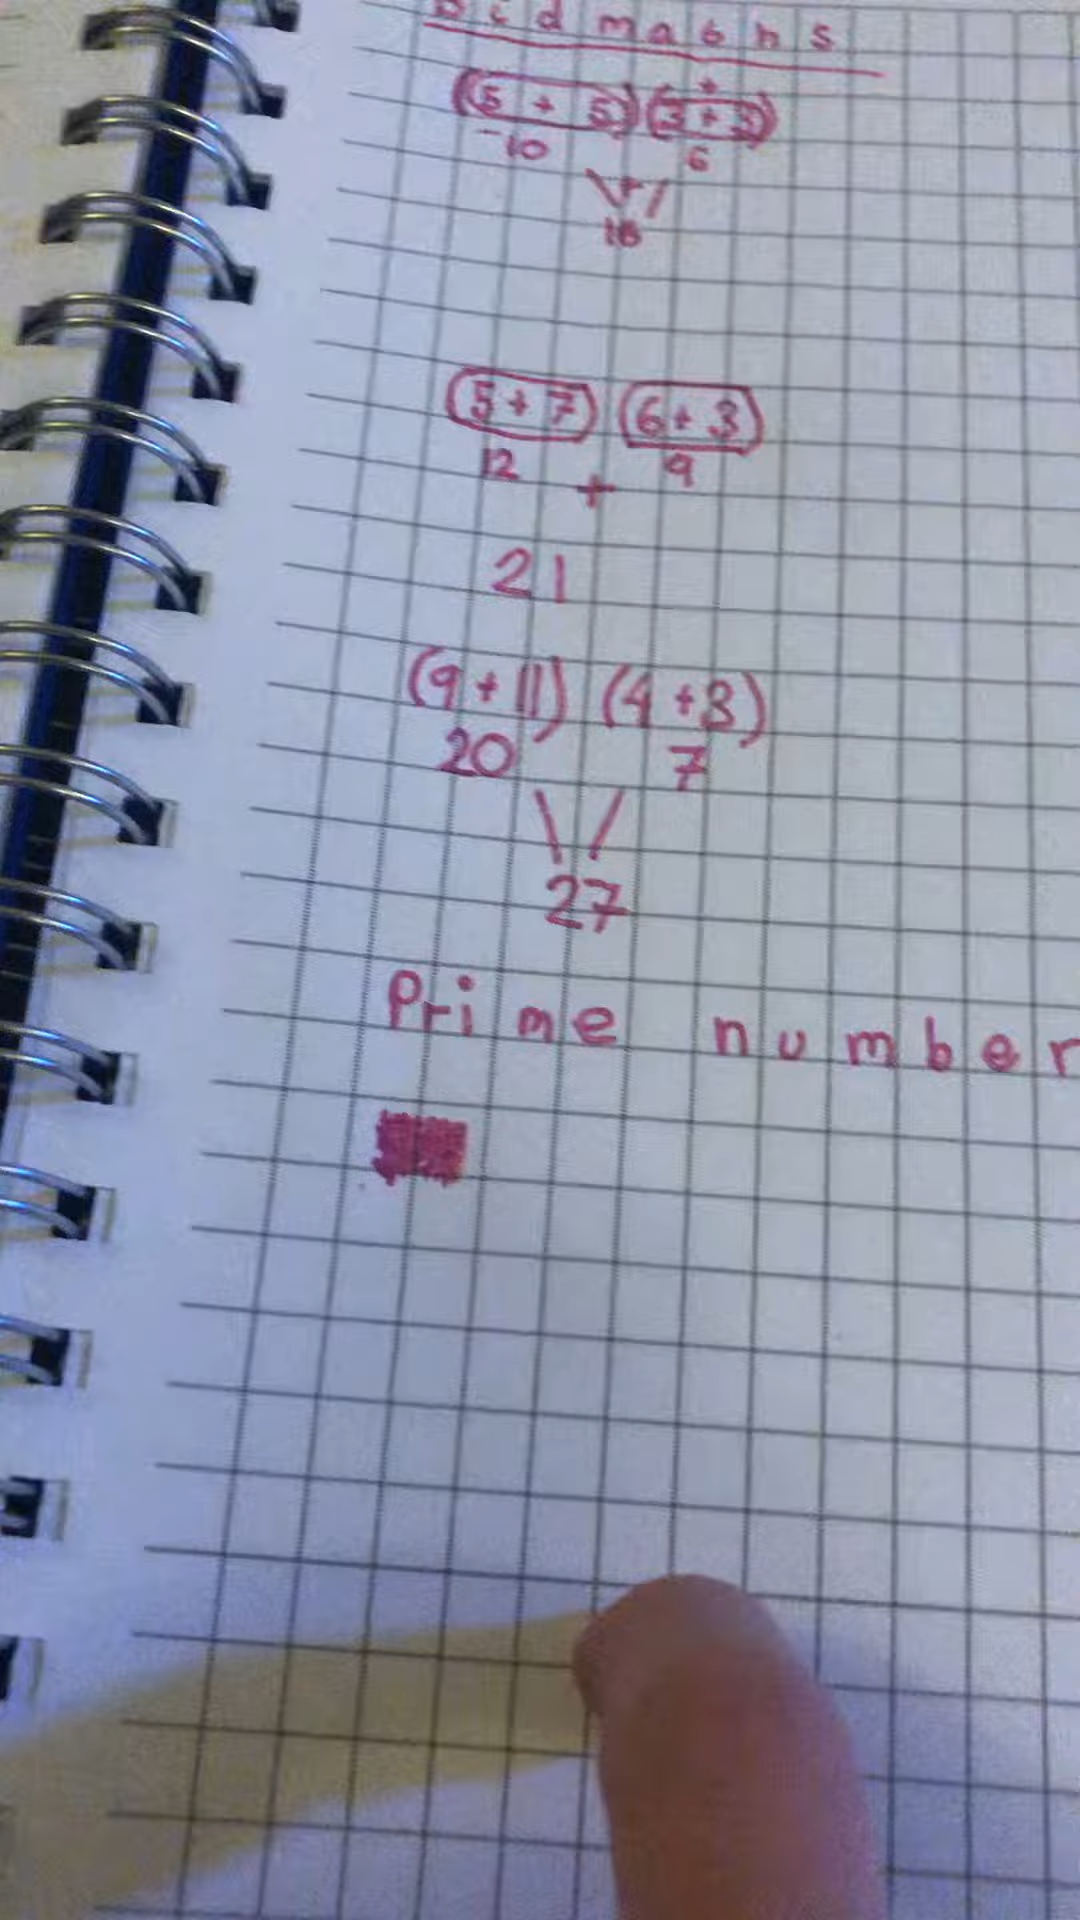 Bidmaths
(5 + 5) (3 + 3)
10 6
+
16
(5 + 7) (6 + 3)
12 + 9
21
(9 + 11) (4 + 3)
20 7
27
Prime number